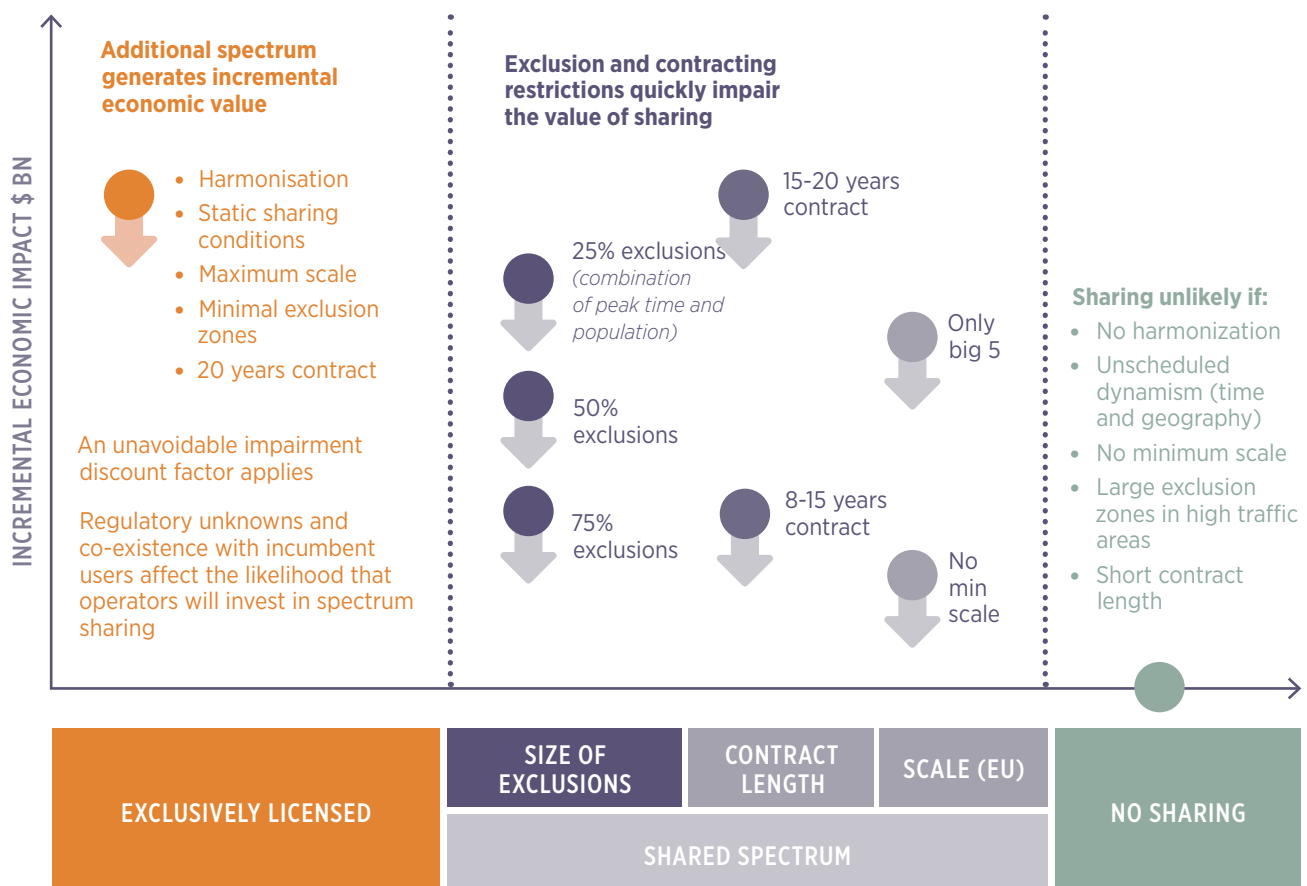 INCREMENTAL ECONOMIC IMPACT $ BN
Additional spectrum
generates incremental
economic value
• Harmonisation
• Static sharing
conditions
• Maximum scale
• Minimal exclusion
zones
• 20 years contract
An unavoidable impairment
discount factor applies
Regulatory unknowns and
co-existence with incumbent
users affect the likelihood that
operators will invest in spectrum
sharing
Exclusion and contracting
restrictions quickly impair
the value of sharing
25% exclusions
(combination
of peak time and
population)
50%
exclusions
75%
exclusions
15-20 years
contract
8-15 years
contract
Only
big 5
No
min
scale
Sharing unlikely if:
• No harmonization
• Unscheduled
dynamism (time
and geography)
• No minimum scale
• Large exclusion
zones in high traffic
areas
• Short contract
length
EXCLUSIVELY LICENSED
SIZE OF
EXCLUSIONS
CONTRACT
LENGTH
SCALE (EU)
SHARED SPECTRUM
NO SHARING